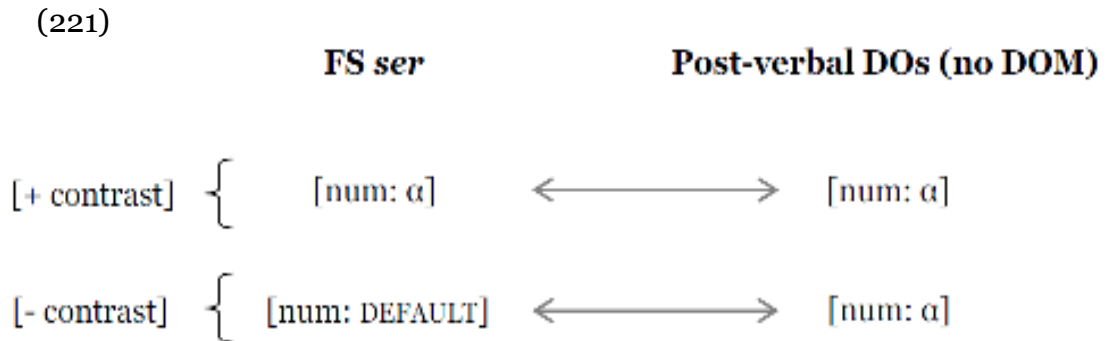 (221)
FS ser Post-verbal DOs (no DOM)
[+ contrast] { [num: α] ⟷ [num: α]
[- contrast] { [num: DEFAULT] ⟷ [num: α]